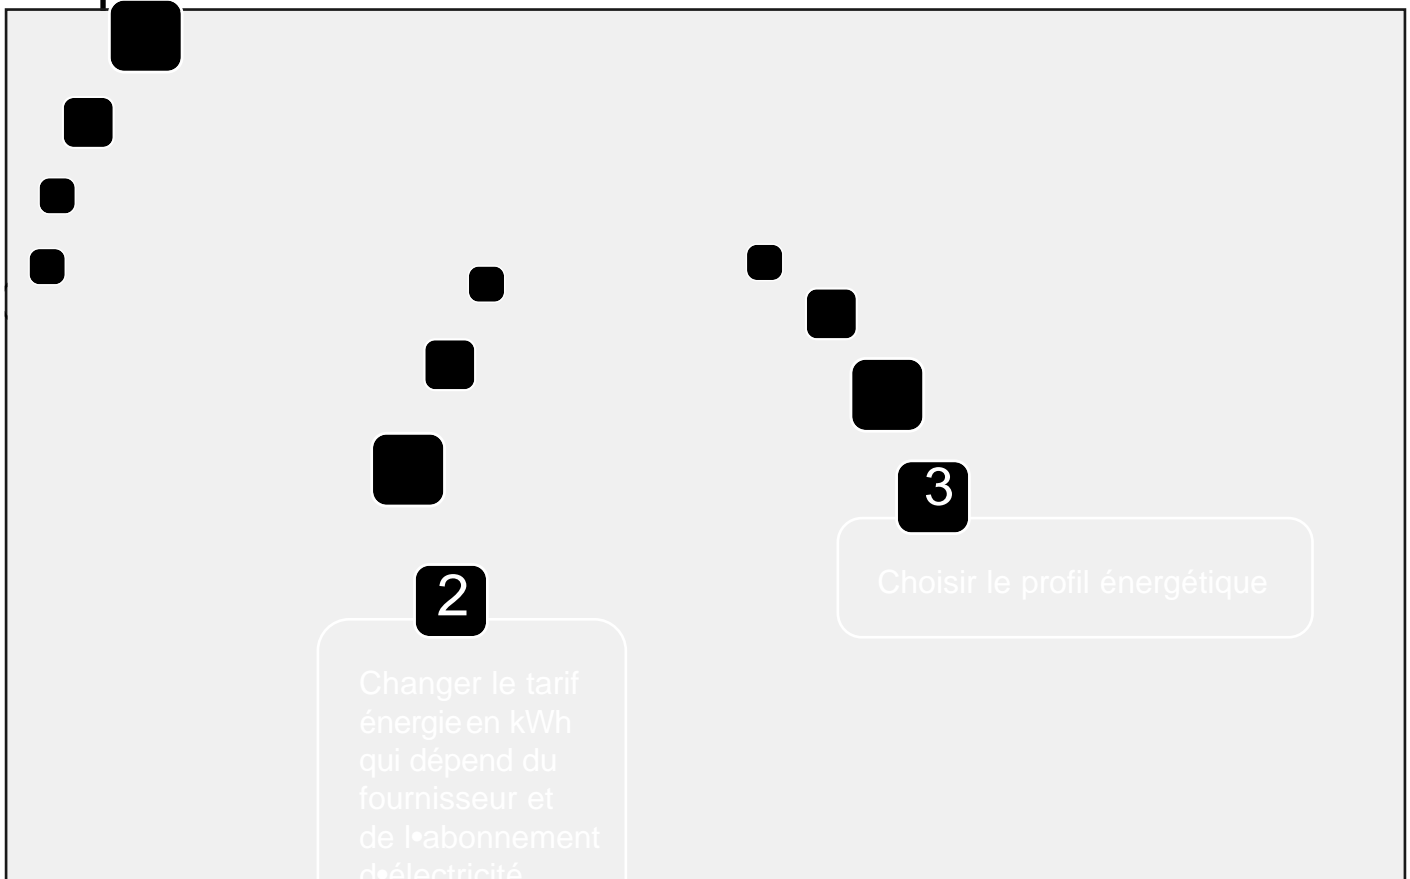 3
Choisir le profil énergétique
2
Changer le tarif
énergie en kWh
qui dépend du
fournisseur et
de l•abonnement
d•électricité